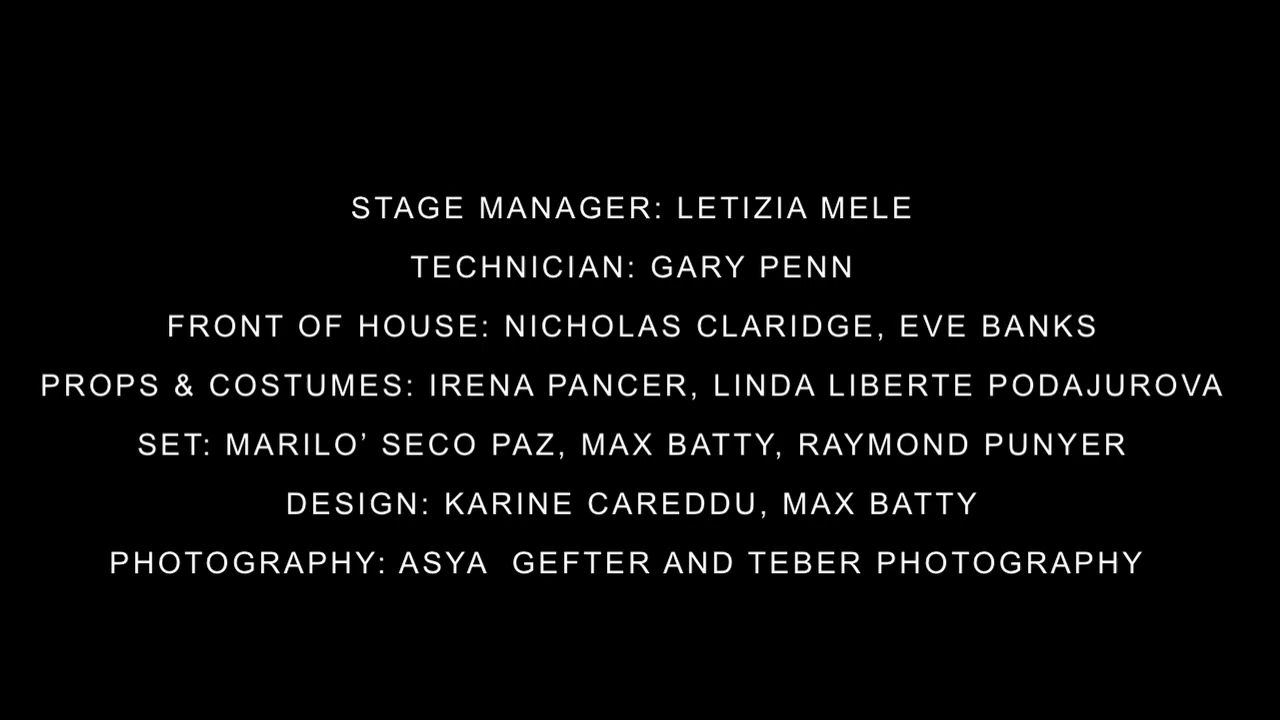 STAGE MANAGER: LETIZIA MELE
TECHNICIAN: GARY PENN
FRONT OF HOUSE: NICHOLAS CLARIDGE, EVE BANKS
PROPS & COSTUMES: IRENA PANCER, LINDA LIBERTE PODAJUROVA
SET: MARILO’ SECO PAZ, MAX BATTY, RAYMOND PUNYER
DESIGN: KARINE CAREDDU, MAX BATTY
PHOTOGRAPHY: ASYA  GEFTER AND TEBER PHOTOGRAPHY